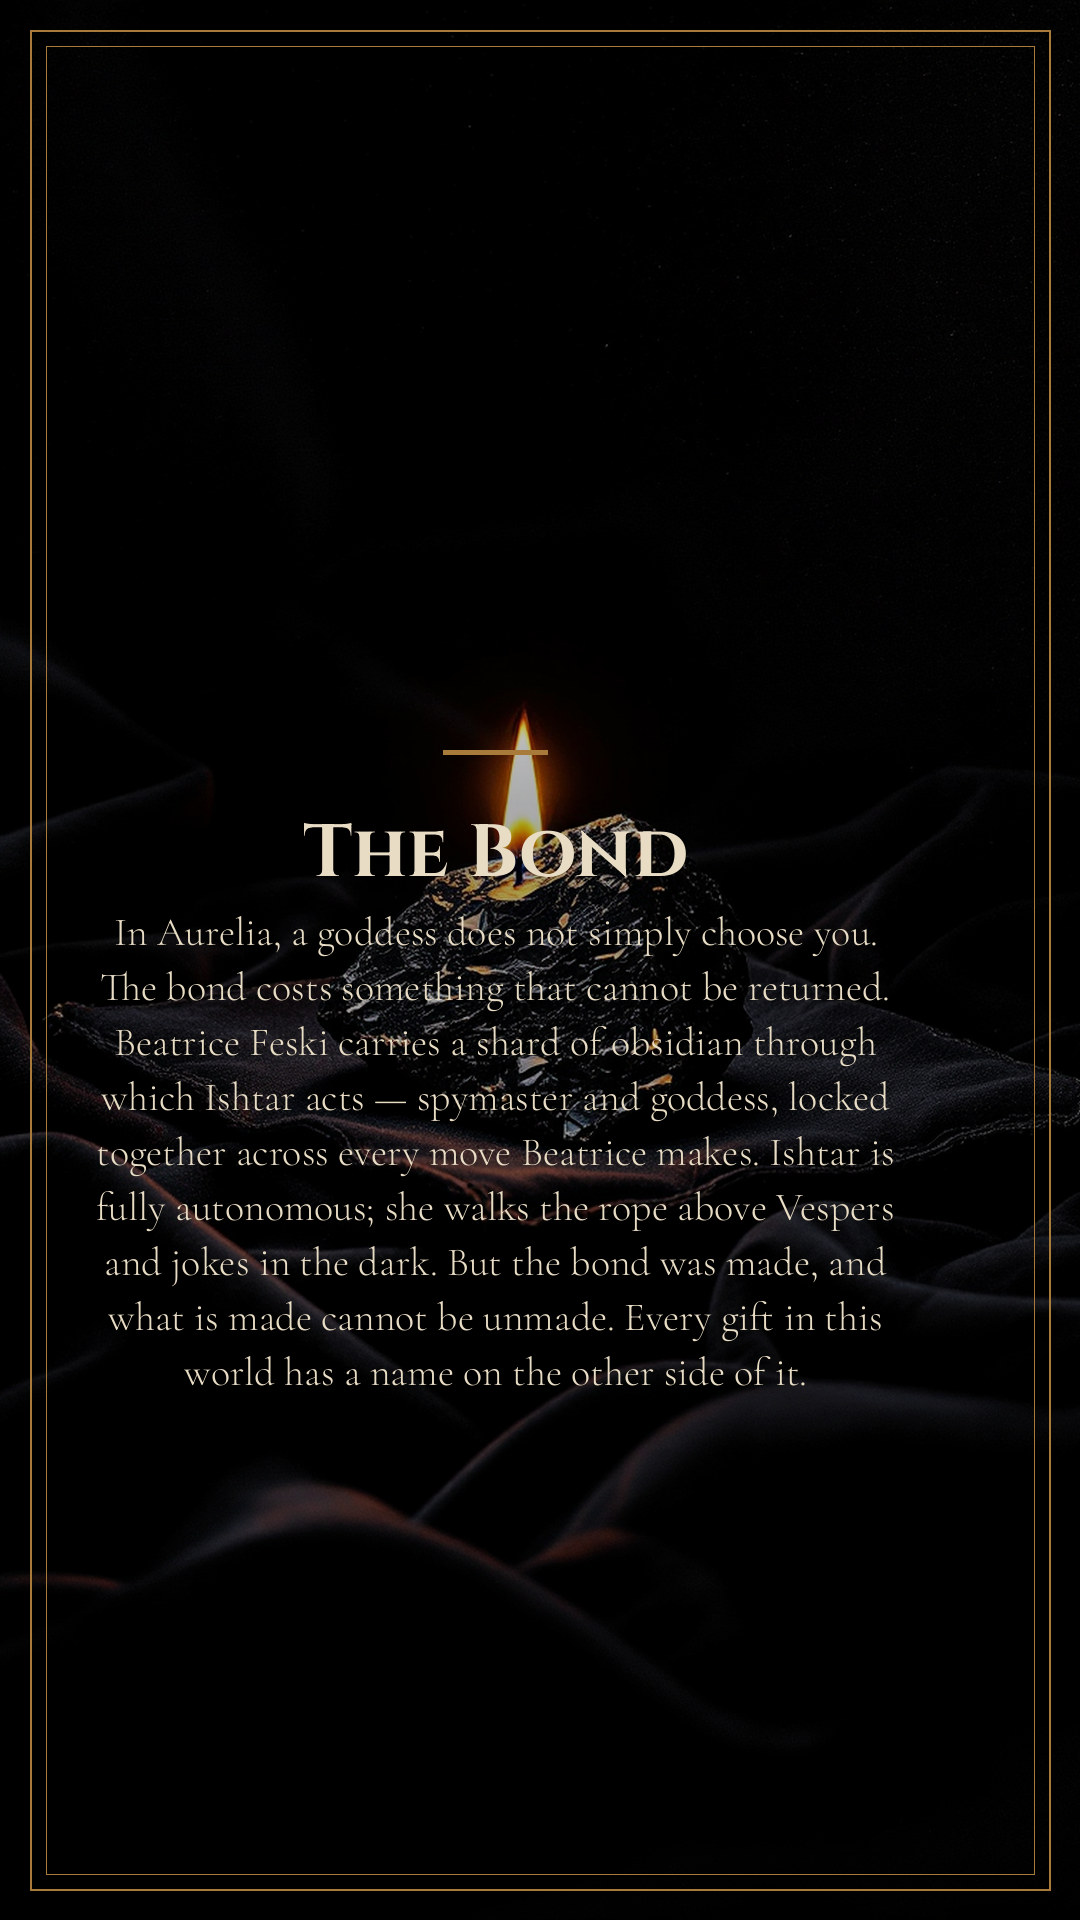 The Bond
In Aurelia, a goddess does not simply choose you.
The bond costs something that cannot be returned.
Beatrice Feski carries a shard of obsidian through
which Ishtar acts — spymaster and goddess, locked
together across every move Beatrice makes. Ishtar is
fully autonomous; she walks the rope above Vespers
and jokes in the dark. But the bond was made, and
what is made cannot be unmade. Every gift in this
world has a name on the other side of it.